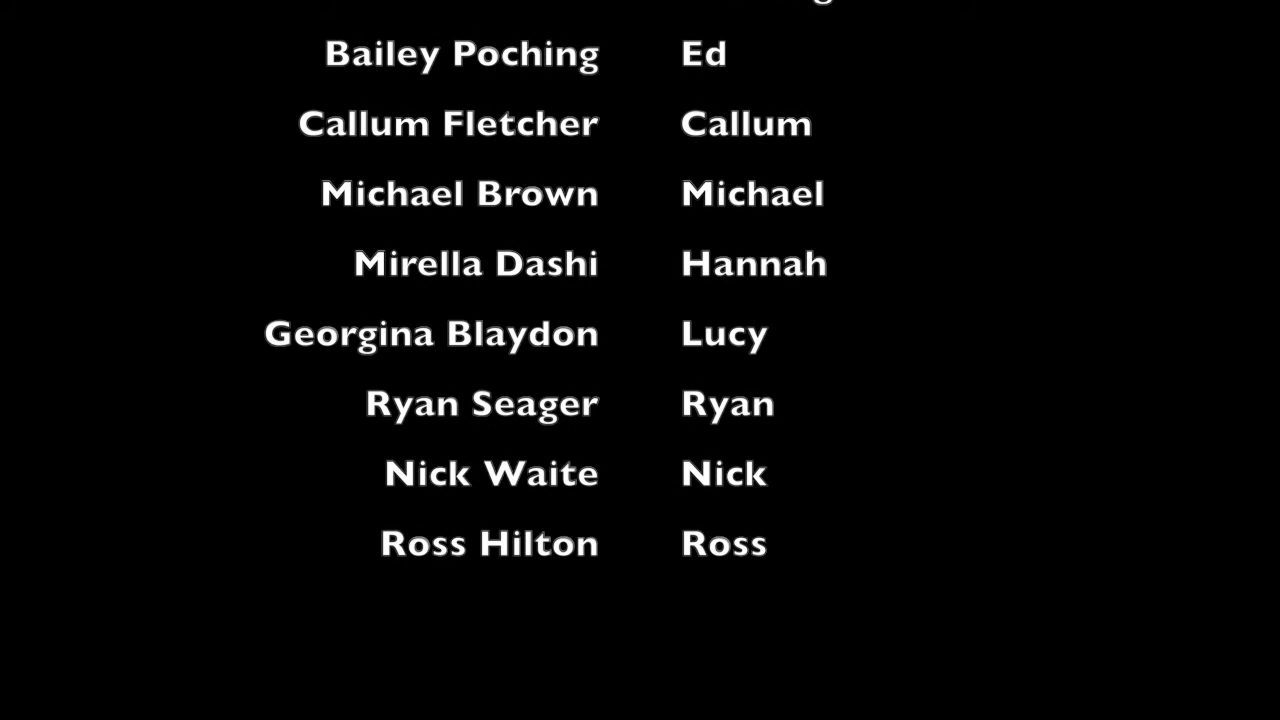 Bailey Poching Ed
Callum Fletcher Callum
Michael Brown Michael
Mirella Dashi Hannah
Georgina Blaydon Lucy
Ryan Seager Ryan
Nick Waite Nick
Ross Hilton Ross